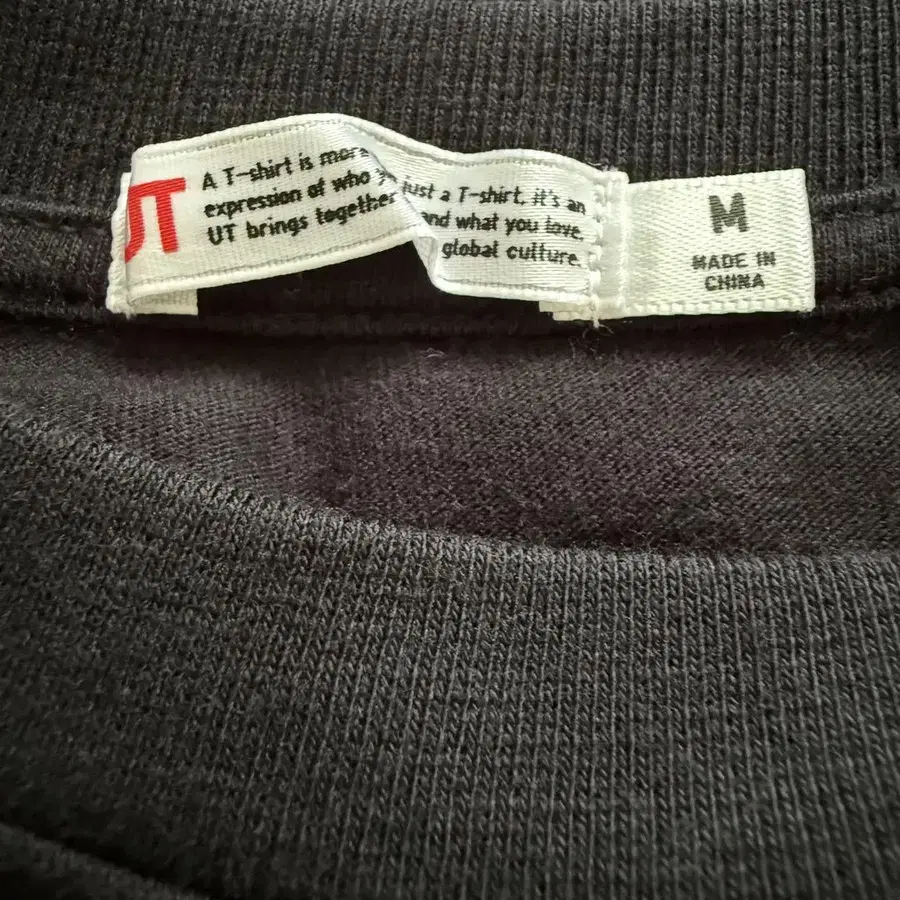 UT
A T-shirt is more just a T-shirt, it's an
expression of who and what you love.
UT brings together global culture.
M
MADE IN
CHINA